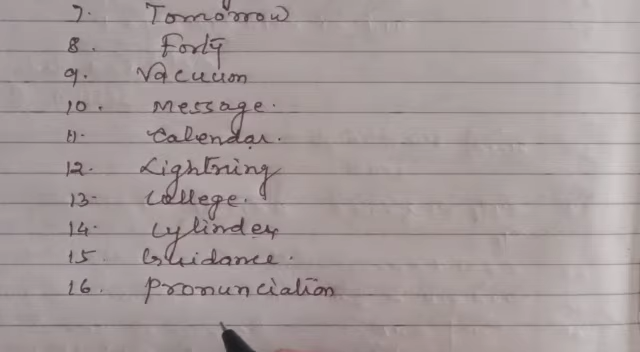 7. Tomorrow
8. Forty
9. Vacuum
10. Message.
11. Calendar.
12. Lightning
13. College.
14. Cylinder
15. Guidance.
16. Pronunciation